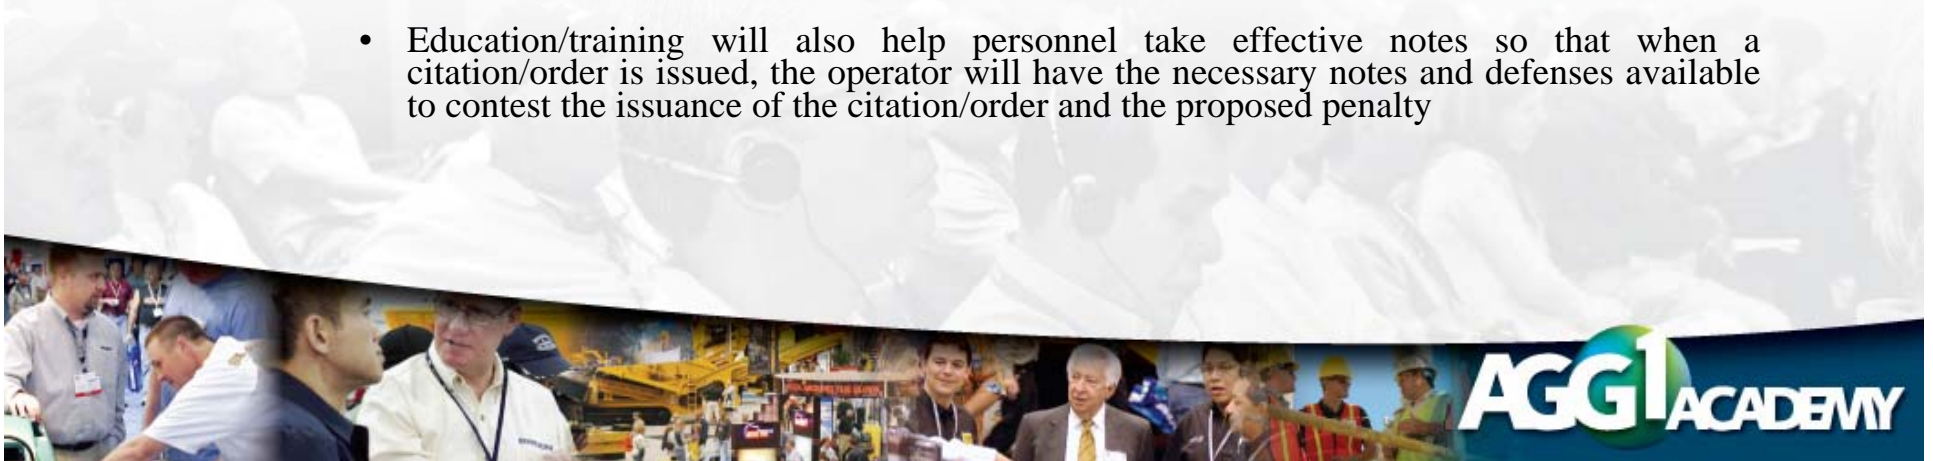 • Education/training will also help personnel take effective notes so that when a
citation/order is issued, the operator will have the necessary notes and defenses available
to contest the issuance of the citation/order and the proposed penalty
AGG1 ACADEMY